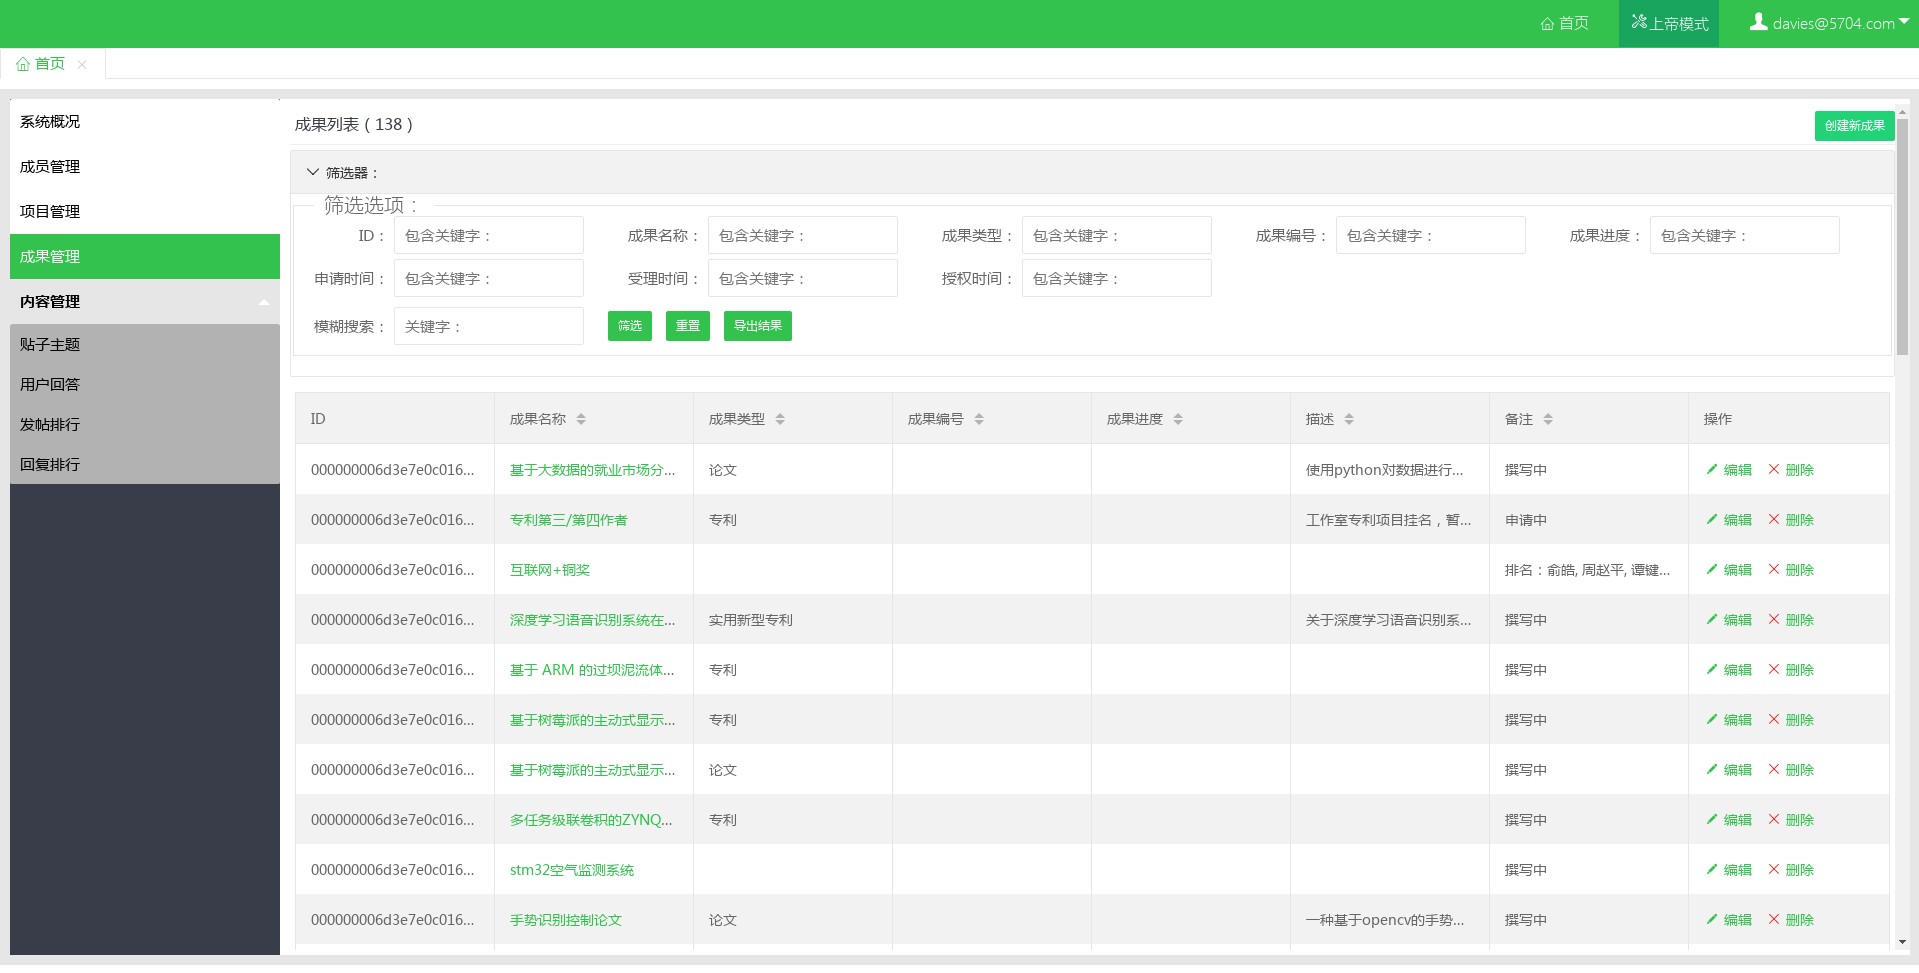 首页 上帝模式 davies@5704.com
首页
系统概况
成员管理
项目管理
成果管理
内容管理
贴子主题
用户回答
发帖排行
回复排行
成果列表（138）
创建新成果
筛选器：
筛选选项：
ID： 包含关键字： 成果名称： 包含关键字： 成果类型： 包含关键字： 成果编号： 包含关键字： 成果进度： 包含关键字：
申请时间： 包含关键字： 受理时间： 包含关键字： 授权时间： 包含关键字：
模糊搜索： 关键字： 筛选 重置 导出结果
ID 成果名称 成果类型 成果编号 成果进度 描述 备注 操作
000000006d3e7e0c016... 基于大数据的就业市场分... 论文 使用python对数据进行... 撰写中 编辑 删除
000000006d3e7e0c016... 专利第三/第四作者 专利 工作室专利项目挂名，暂... 申请中 编辑 删除
000000006d3e7e0c016... 互联网+铜奖 排名：俞皓, 周赵平, 谭键... 编辑 删除
000000006d3e7e0c016... 深度学习语音识别系统在... 实用新型专利 关于深度学习语音识别系... 撰写中 编辑 删除
000000006d3e7e0c016... 基于 ARM 的过坝泥流体... 专利 撰写中 编辑 删除
000000006d3e7e0c016... 基于树莓派的主动式显示... 专利 撰写中 编辑 删除
000000006d3e7e0c016... 基于树莓派的主动式显示... 论文 撰写中 编辑 删除
000000006d3e7e0c016... 多任务级联卷积的ZYNQ... 专利 撰写中 编辑 删除
000000006d3e7e0c016... stm32空气监测系统 撰写中 编辑 删除
000000006d3e7e0c016... 手势识别控制论文 论文 一种基于opencv的手势... 撰写中 编辑 删除